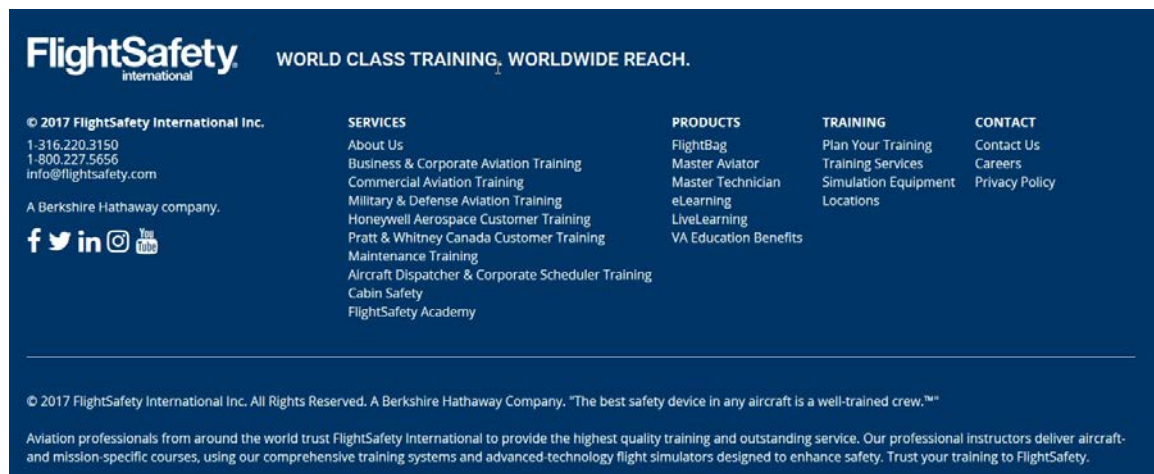 FlightSafety
international
WORLD CLASS TRAINING. WORLDWIDE REACH.
© 2017 FlightSafety International Inc.
1-316.220.3150
1-800.227.5656
info@flightsafety.com
A Berkshire Hathaway company.
You
Tube
SERVICES
About Us
Business & Corporate Aviation Training
Commercial Aviation Training
Military & Defense Aviation Training
Honeywell Aerospace Customer Training
Pratt & Whitney Canada Customer Training
Maintenance Training
Aircraft Dispatcher & Corporate Scheduler Training
Cabin Safety
FlightSafety Academy
PRODUCTS
FlightBag
Master Aviator
Master Technician
eLearning
LiveLearning
VA Education Benefits
TRAINING
Plan Your Training
Training Services
Simulation Equipment
Locations
CONTACT
Contact Us
Careers
Privacy Policy
© 2017 FlightSafety International Inc. All Rights Reserved. A Berkshire Hathaway Company. "The best safety device in any aircraft is a well-trained crew.™"
Aviation professionals from around the world trust FlightSafety International to provide the highest quality training and outstanding service. Our professional instructors deliver aircraft-
and mission-specific courses, using our comprehensive training systems and advanced-technology flight simulators designed to enhance safety. Trust your training to FlightSafety.